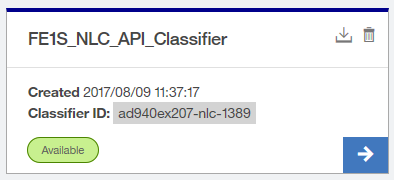 FE1S_NLC_API_Classifier
Created 2017/08/09 11:37:17
Classifier ID: ad940ex207-nlc-1389
Available